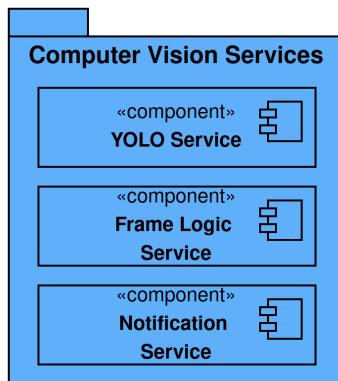 Computer Vision Services
«component»
YOLO Service
«component»
Frame Logic
Service
«component»
Notification
Service